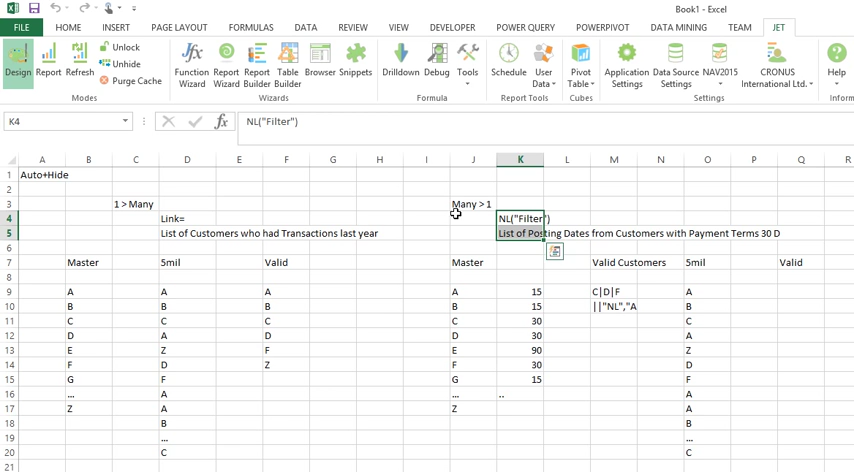 Book1 - Excel
FILE HOME INSERT PAGE LAYOUT FORMULAS DATA REVIEW VIEW DEVELOPER POWER QUERY POWERPIVOT DATA MINING TEAM JET
Design Report Refresh
Unlock
Unhide
Purge Cache
Modes
Function Wizard
Report Wizard
Report Builder
Table Builder
Browser
Snippets
Wizards
Drilldown Debug Tools
Formula
Schedule
User Data
Report Tools
Pivot Table
Cubes
Application Settings
Data Source Settings
NAV2015
CRONUS International Ltd.
Settings
Help
Inform
K4 NL("Filter")
A B C D E F G H I J K L M N O P Q R
1 Auto+Hide
2
3 1 > Many Many > 1
4 Link= NL("Filter")
5 List of Customers who had Transactions last year List of Posting Dates from Customers with Payment Terms 30 D
6
7 Master 5mil Valid Master Valid Customers 5mil Valid
8
9 A A A A 15 C|D|F A
10 B B B B 15 ||"NL","A B
11 C C C C 30 C
12 D A D D 30 A
13 E Z F E 90 Z
14 F D Z F 30 D
15 G F G 15 F
16 ... A ... .. A
17 Z A Z A
18 B B
19 ... ...
20 C C
21